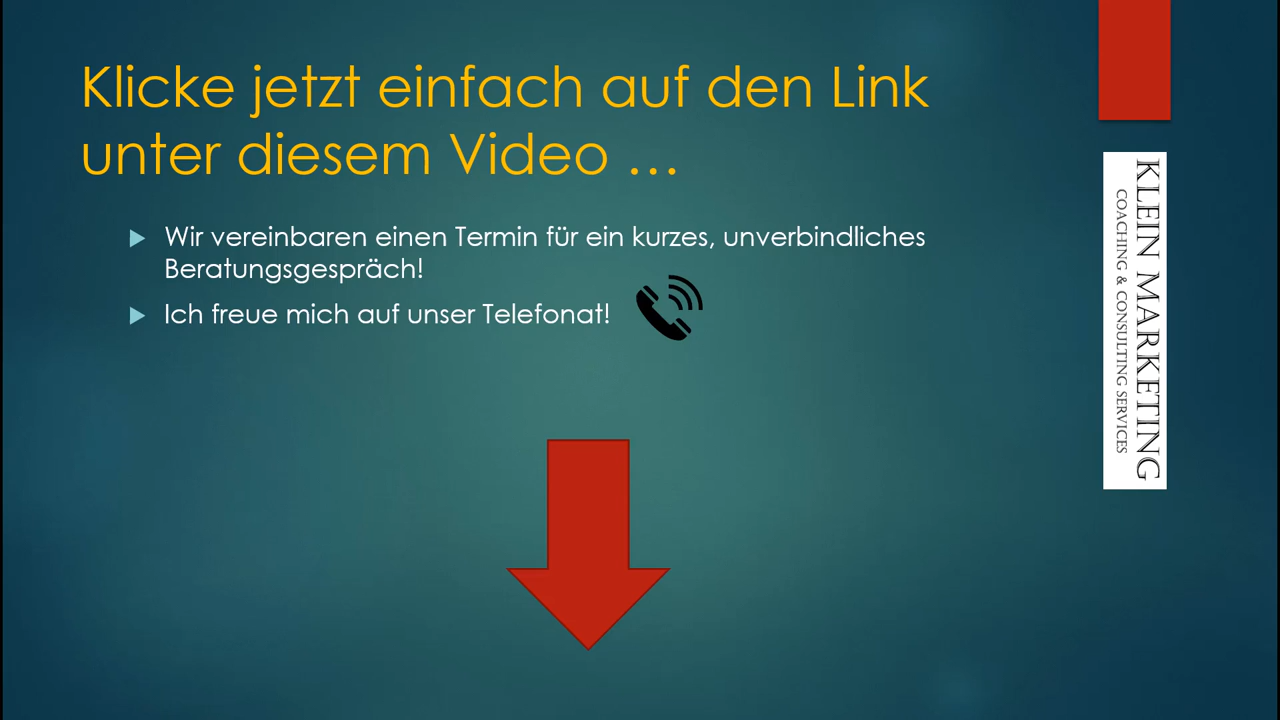 Klicke jetzt einfach auf den Link
unter diesem Video …
Wir vereinbaren einen Termin für ein kurzes, unverbindliches
Beratungsgespräch!
Ich freue mich auf unser Telefonat!
KLEIN MARKETING
COACHING & CONSULTING SERVICES